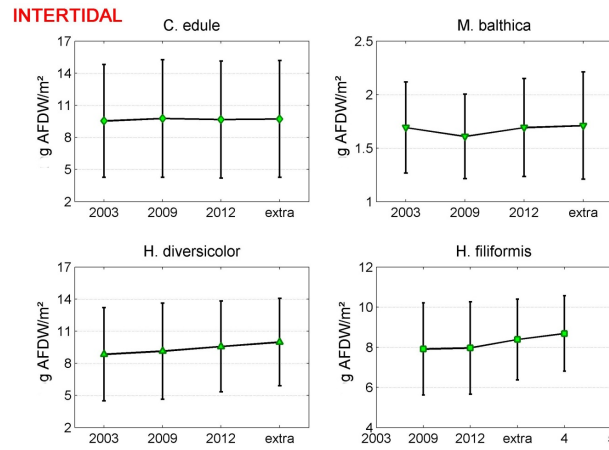 INTERTIDAL
C. edule
17
14
11
8
5
2
g AFDW/m²
2003 2009 2012 extra
M. balthica
2.5
2
1.5
1
g AFDW/m²
2003 2009 2012 extra
H. diversicolor
17
14
11
8
5
2
g AFDW/m²
2003 2009 2012 extra
H. filiformis
12
10
8
6
4
g AFDW/m²
2003 2009 2012 extra 4